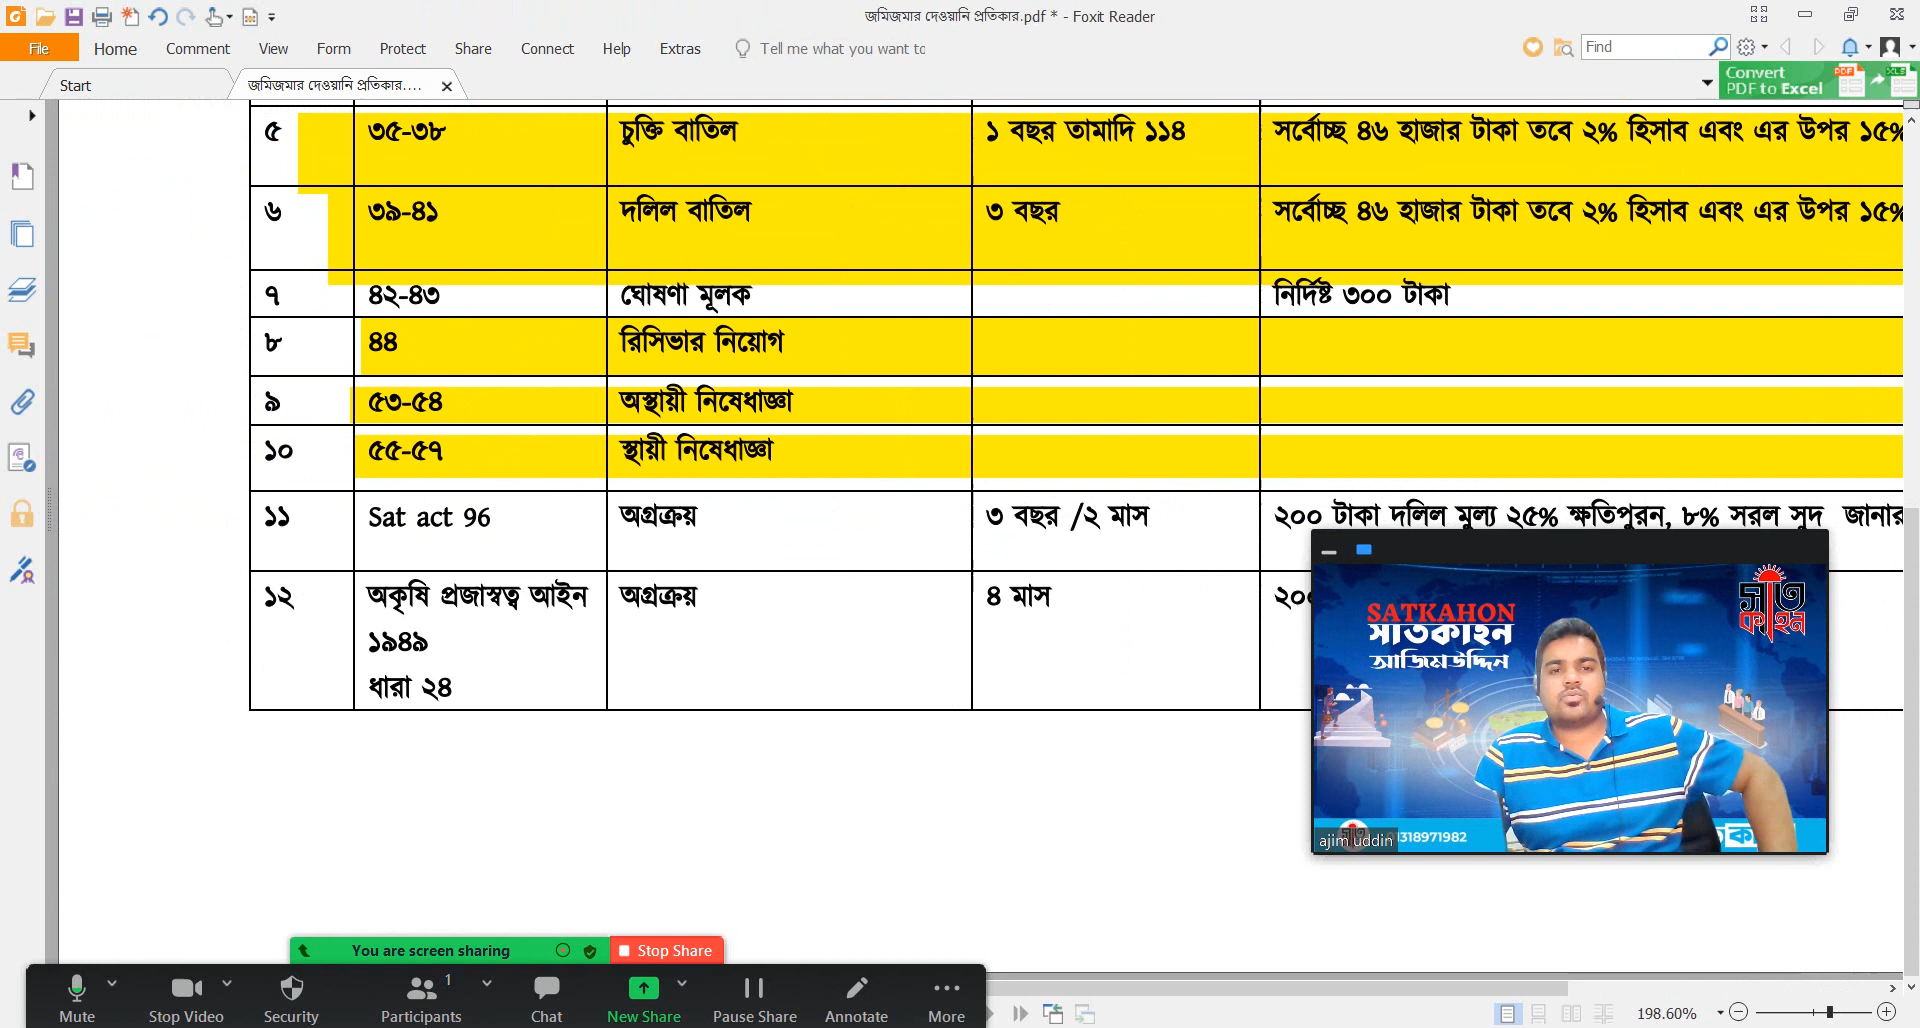 জমিজমার দেওয়ানি প্রতিকার.pdf * - Foxit Reader
File Home Comment View Form Protect Share Connect Help Extras Tell me what you want to Find
Start জমিজমার দেওয়ানি প্রতিকার....
Convert
PDF to Excel
৫ ৩৫-৩৮ চুক্তি বাতিল ১ বছর তামাদি ১১৪ সর্বোচ্ছ ৪৬ হাজার টাকা তবে ২% হিসাব এবং এর উপর ১৫%
৬ ৩৯-৪১ দলিল বাতিল ৩ বছর সর্বোচ্ছ ৪৬ হাজার টাকা তবে ২% হিসাব এবং এর উপর ১৫%
৭ ৪২-৪৩ ঘোষণা মূলক নির্দিষ্ট ৩০০ টাকা
৮ ৪৪ রিসিভার নিয়োগ
৯ ৫৩-৫৪ অস্থায়ী নিষেধাজ্ঞা
১০ ৫৫-৫৭ স্থায়ী নিষেধাজ্ঞা
১১ Sat act 96 অগ্রক্রয় ৩ বছর /২ মাস ২০০ টাকা দলিল মুল্য ২৫% ক্ষতিপুরন, ৮% সরল সুদ জানার
১২ অকৃষি প্রজাস্বত্ব আইন অগ্রক্রয় ৪ মাস
১৯৪৯
ধারা ২৪
SATKAHON
সাতকাহন
আজিমউদ্দিন
সাত
কাহন
ajim uddin 1318971982
You are screen sharing Stop Share
1
Mute Stop Video Security Participants Chat New Share Pause Share Annotate More
198.60%